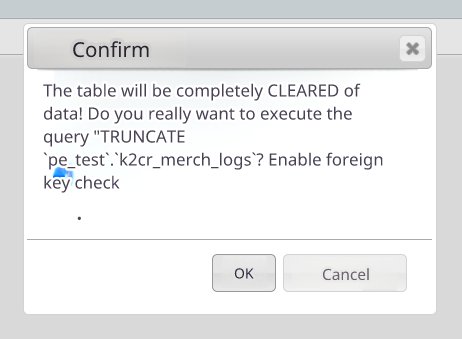 Confirm
The table will be completely CLEARED of
data! Do you really want to execute the
query "TRUNCATE
`pe_test`.`k2cr_merch_logs`? Enable foreign
key check
OK
Cancel